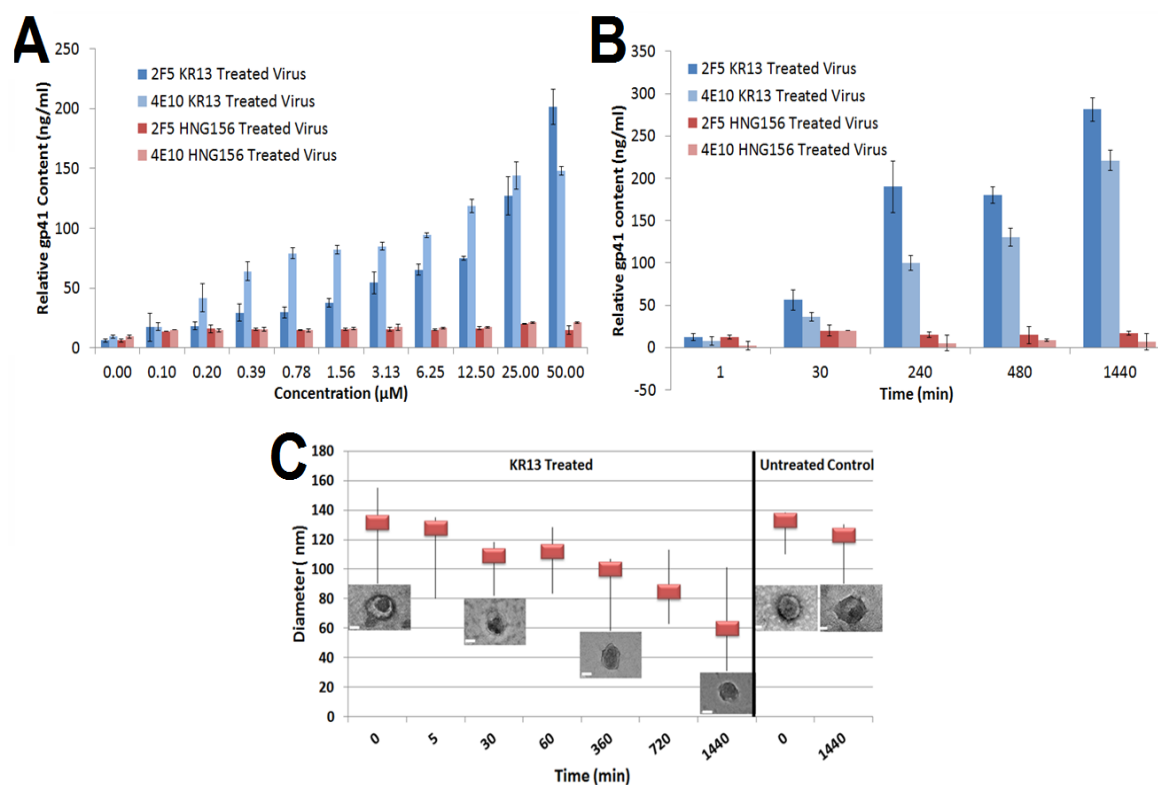 A
250
200
150
100
50
0
Relative gp41 Content (ng/ml)
2F5 KR13 Treated Virus
4E10 KR13 Treated Virus
2F5 HNG156 Treated Virus
4E10 HNG156 Treated Virus
0.00 0.10 0.20 0.39 0.78 1.56 3.13 6.25 12.50 25.00 50.00
Concentration (µM)
B
350
300
250
200
150
100
50
0
-50
Relative gp41 content (ng/ml)
2F5 KR13 Treated Virus
4E10 KR13 Treated Virus
2F5 HNG156 Treated Virus
4E10 HNG156 Treated Virus
1 30 240 480 1440
Time (min)
C
180
160
140
120
100
80
60
40
20
0
Diameter ( nm)
KR13 Treated
Untreated Control
0 5 30 60 360 720 1440 0 1440
Time (min)